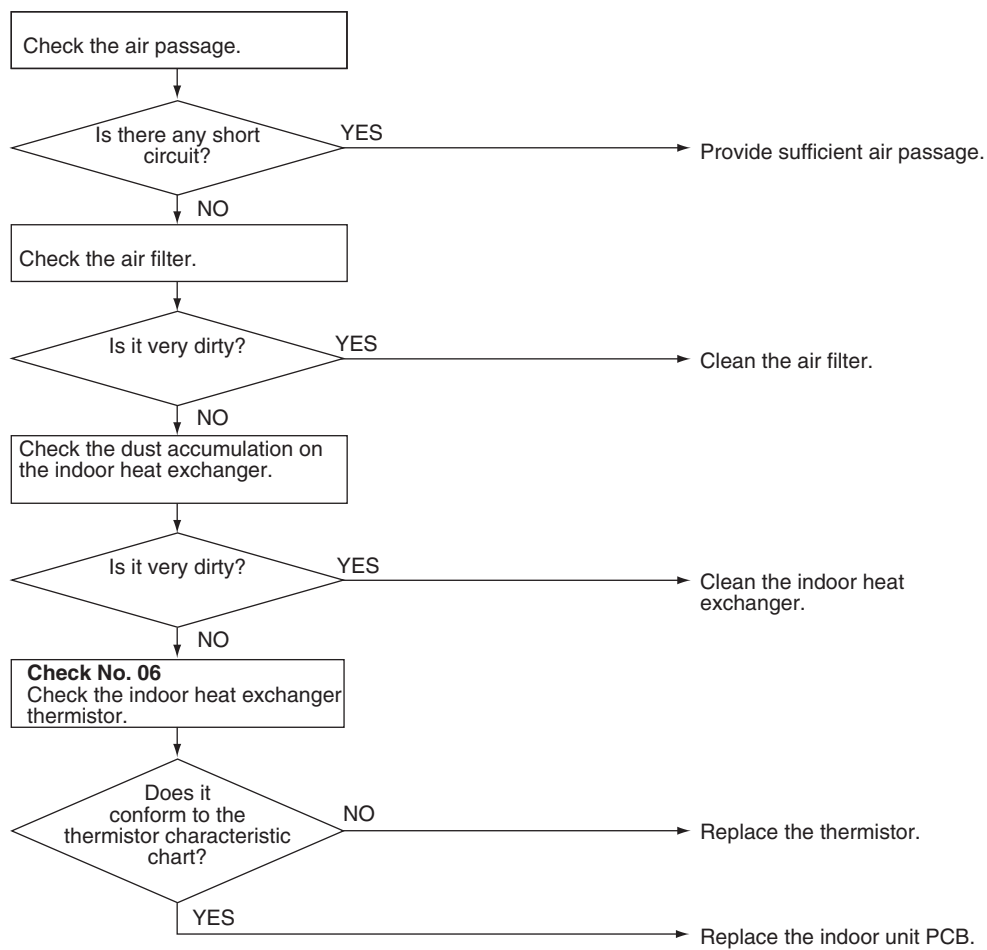 Check the air passage.
Is there any short
circuit?
YES
Provide sufficient air passage.
NO
Check the air filter.
Is it very dirty?
YES
Clean the air filter.
NO
Check the dust accumulation on
the indoor heat exchanger.
Is it very dirty?
YES
Clean the indoor heat
exchanger.
NO
Check No. 06
Check the indoor heat exchanger
thermistor.
Does it
conform to the
thermistor characteristic
chart?
NO
Replace the thermistor.
YES
Replace the indoor unit PCB.